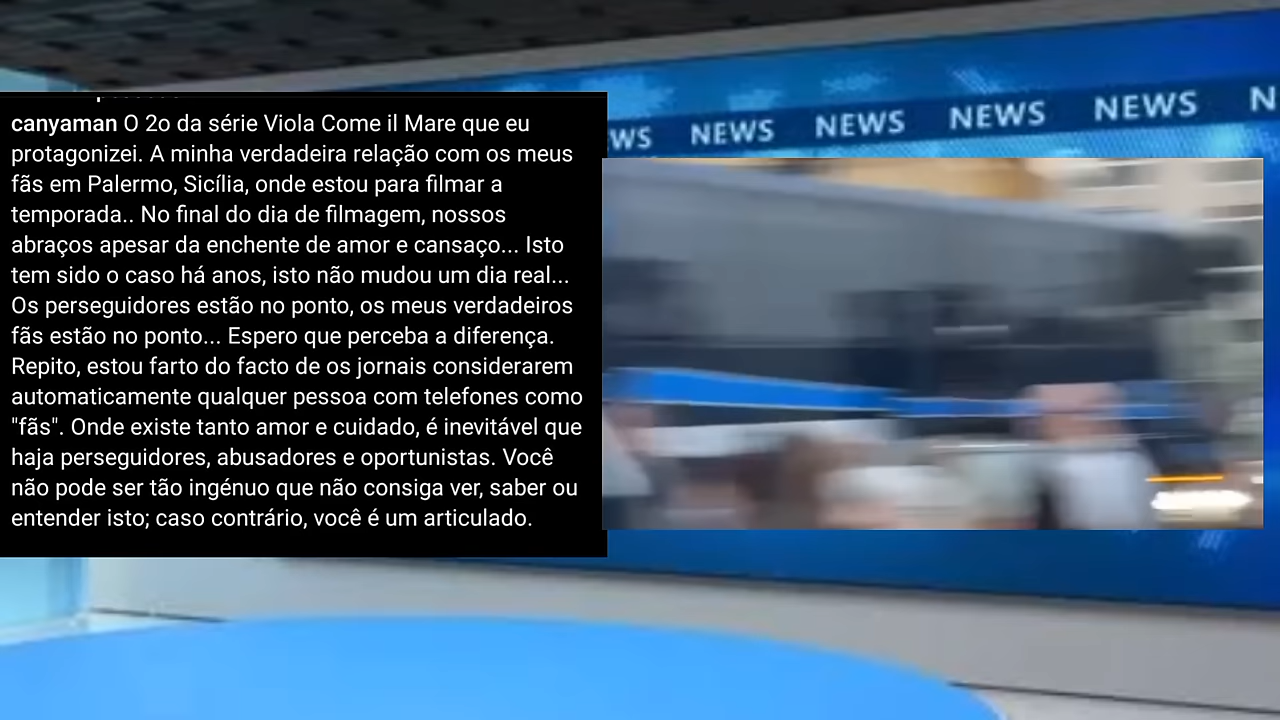 canyaman O 2o da série Viola Come il Mare que eu
protagonizei. A minha verdadeira relação com os meus
fãs em Palermo, Sicília, onde estou para filmar a
temporada.. No final do dia de filmagem, nossos
abraços apesar da enchente de amor e cansaço... Isto
tem sido o caso há anos, isto não mudou um dia real...
Os perseguidores estão no ponto, os meus verdadeiros
fãs estão no ponto... Espero que perceba a diferença.
Repito, estou farto do facto de os jornais considerarem
automaticamente qualquer pessoa com telefones como
"fãs". Onde existe tanto amor e cuidado, é inevitável que
haja perseguidores, abusadores e oportunistas. Você
não pode ser tão ingénuo que não consiga ver, saber ou
entender isto; caso contrário, você é um articulado.
WS NEWS NEWS NEWS NEWS N